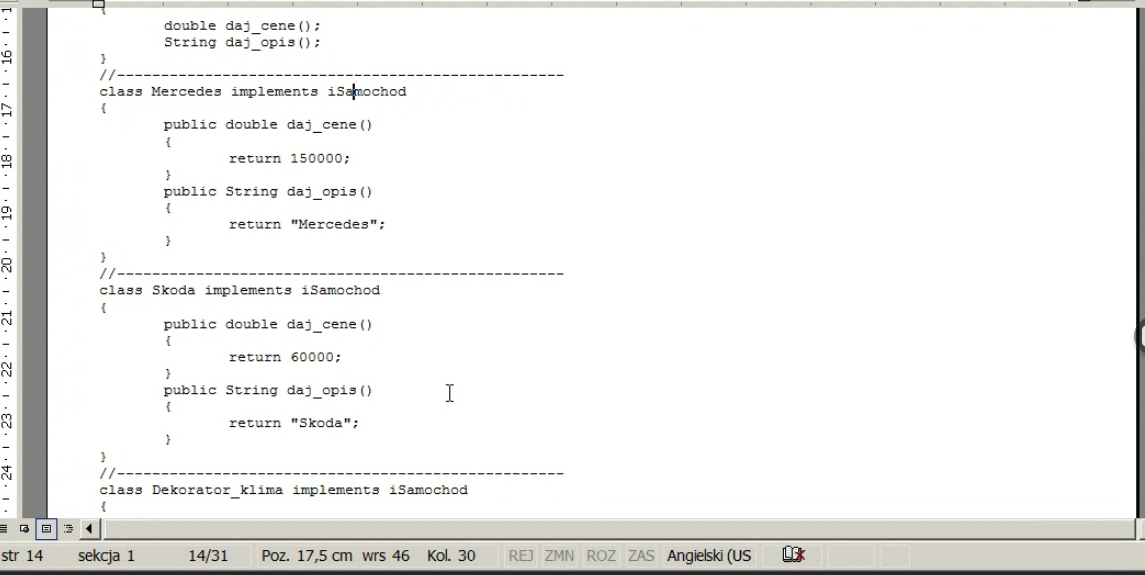 {
double daj_cene();
String daj_opis();
}
//---------------------------------------------------
class Mercedes implements iSamochod
{
public double daj_cene()
{
return 150000;
}
public String daj_opis()
{
return "Mercedes";
}
}
//---------------------------------------------------
class Skoda implements iSamochod
{
public double daj_cene()
{
return 60000;
}
public String daj_opis()
{
return "Skoda";
}
}
//---------------------------------------------------
class Dekorator_klima implements iSamochod
{
16
17
18
19
20
21
22
23
24
str 14 sekcja 1 14/31 Poz. 17,5 cm wrs 46 Kol. 30 REJ ZMN ROZ ZAS Angielski (US